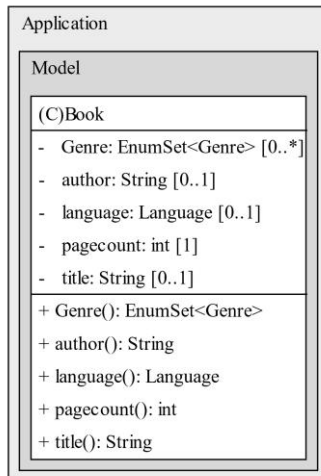 Application
Model
(C)Book
- Genre: EnumSet<Genre> [0..*]
- author: String [0..1]
- language: Language [0..1]
- pagecount: int [1]
- title: String [0..1]
+ Genre(): EnumSet<Genre>
+ author(): String
+ language(): Language
+ pagecount(): int
+ title(): String